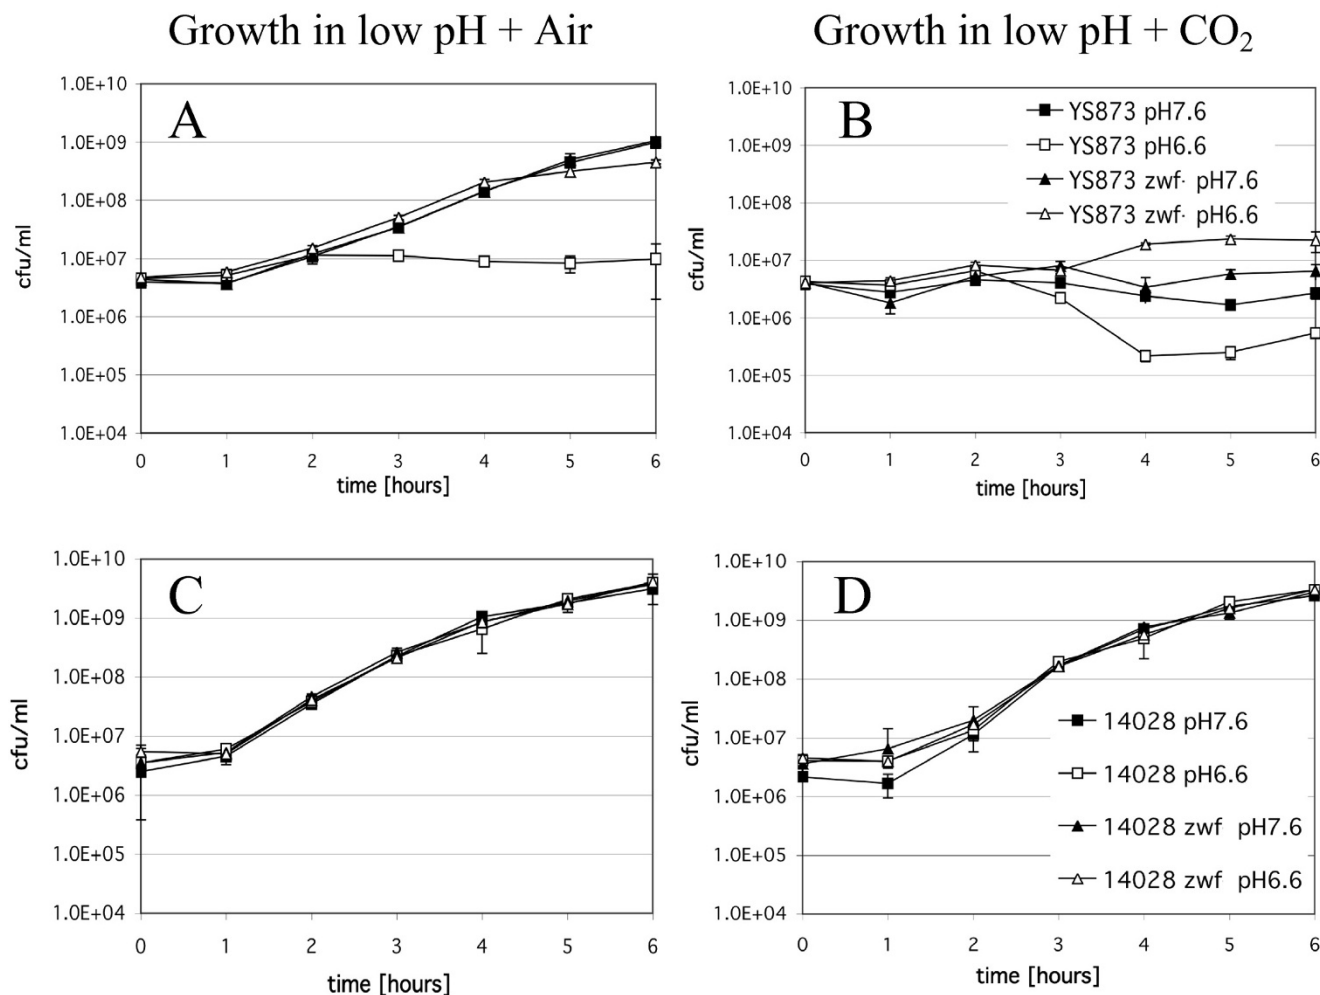 Growth in low pH + Air
Growth in low pH + CO₂
A
1.0E+10
1.0E+09
1.0E+08
1.0E+07
1.0E+06
1.0E+05
1.0E+04
cfu/ml
0 1 2 3 4 5 6
time [hours]
B
1.0E+10
1.0E+09
1.0E+08
1.0E+07
1.0E+06
1.0E+05
1.0E+04
cfu/ml
YS873 pH7.6
YS873 pH6.6
YS873 zwf- pH7.6
YS873 zwf- pH6.6
0 1 2 3 4 5 6
time [hours]
C
1.0E+10
1.0E+09
1.0E+08
1.0E+07
1.0E+06
1.0E+05
1.0E+04
cfu/ml
0 1 2 3 4 5 6
time [hours]
D
1.0E+10
1.0E+09
1.0E+08
1.0E+07
1.0E+06
1.0E+05
1.0E+04
cfu/ml
14028 pH7.6
14028 pH6.6
14028 zwf pH7.6
14028 zwf pH6.6
0 1 2 3 4 5 6
time [hours]